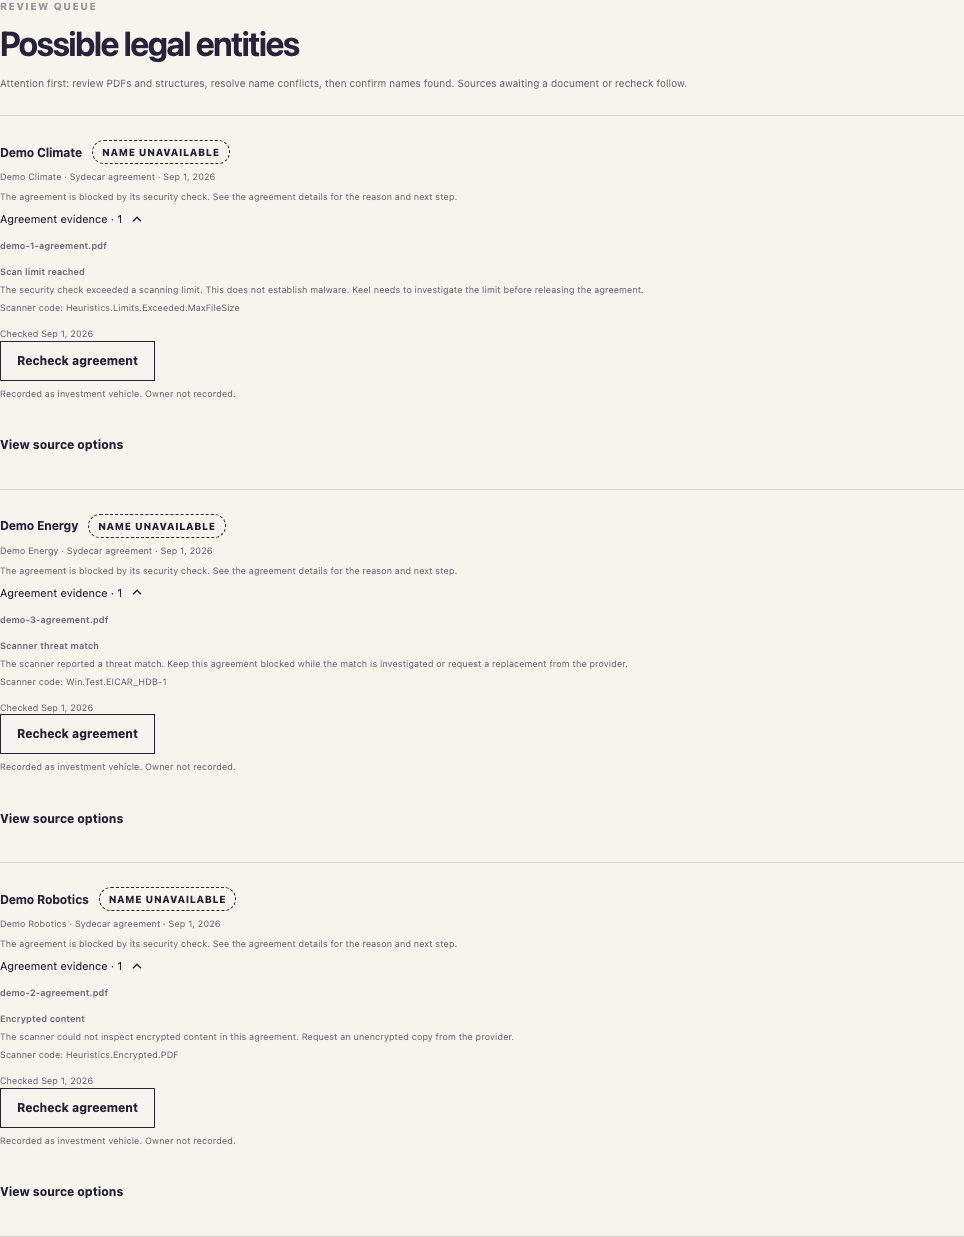 REVIEW QUEUE
Possible legal entities
Attention first: review PDFs and structures, resolve name conflicts, then confirm names found. Sources awaiting a document or recheck follow.
Demo Climate NAME UNAVAILABLE
Demo Climate · Sydecar agreement · Sep 1, 2026
The agreement is blocked by its security check. See the agreement details for the reason and next step.
Agreement evidence · 1
demo-1-agreement.pdf
Scan limit reached
The security check exceeded a scanning limit. This does not establish malware. Keel needs to investigate the limit before releasing the agreement.
Scanner code: Heuristics.Limits.Exceeded.MaxFileSize
Checked Sep 1, 2026
Recheck agreement
Recorded as investment vehicle. Owner not recorded.
View source options
Demo Energy NAME UNAVAILABLE
Demo Energy · Sydecar agreement · Sep 1, 2026
The agreement is blocked by its security check. See the agreement details for the reason and next step.
Agreement evidence · 1
demo-3-agreement.pdf
Scanner threat match
The scanner reported a threat match. Keep this agreement blocked while the match is investigated or request a replacement from the provider.
Scanner code: Win.Test.EICAR_HDB-1
Checked Sep 1, 2026
Recheck agreement
Recorded as investment vehicle. Owner not recorded.
View source options
Demo Robotics NAME UNAVAILABLE
Demo Robotics · Sydecar agreement · Sep 1, 2026
The agreement is blocked by its security check. See the agreement details for the reason and next step.
Agreement evidence · 1
demo-2-agreement.pdf
Encrypted content
The scanner could not inspect encrypted content in this agreement. Request an unencrypted copy from the provider.
Scanner code: Heuristics.Encrypted.PDF
Checked Sep 1, 2026
Recheck agreement
Recorded as investment vehicle. Owner not recorded.
View source options